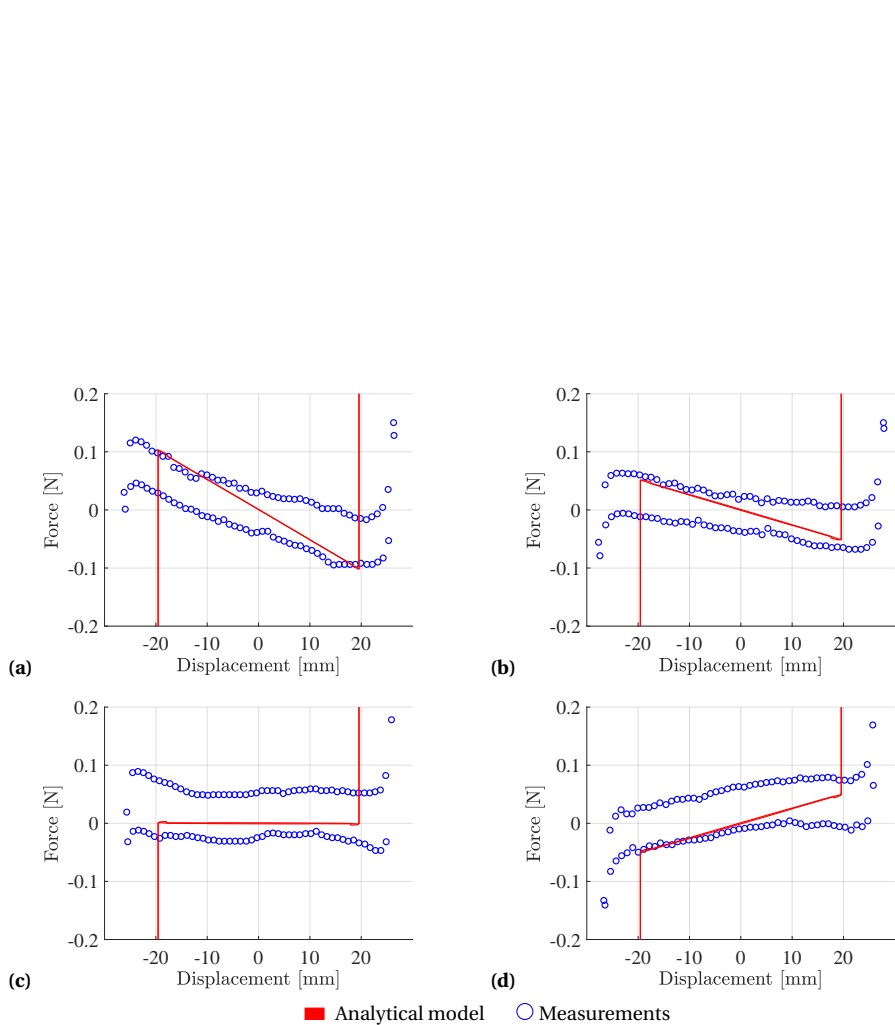 0.2
0.1
0
-0.1
-0.2
Force [N]
-20 -10 0 10 20
Displacement [mm]
(a)
0.2
0.1
0
-0.1
-0.2
Force [N]
-20 -10 0 10 20
Displacement [mm]
(b)
0.2
0.1
0
-0.1
-0.2
Force [N]
-20 -10 0 10 20
Displacement [mm]
(c)
0.2
0.1
0
-0.1
-0.2
Force [N]
-20 -10 0 10 20
Displacement [mm]
(d)
Analytical model Measurements